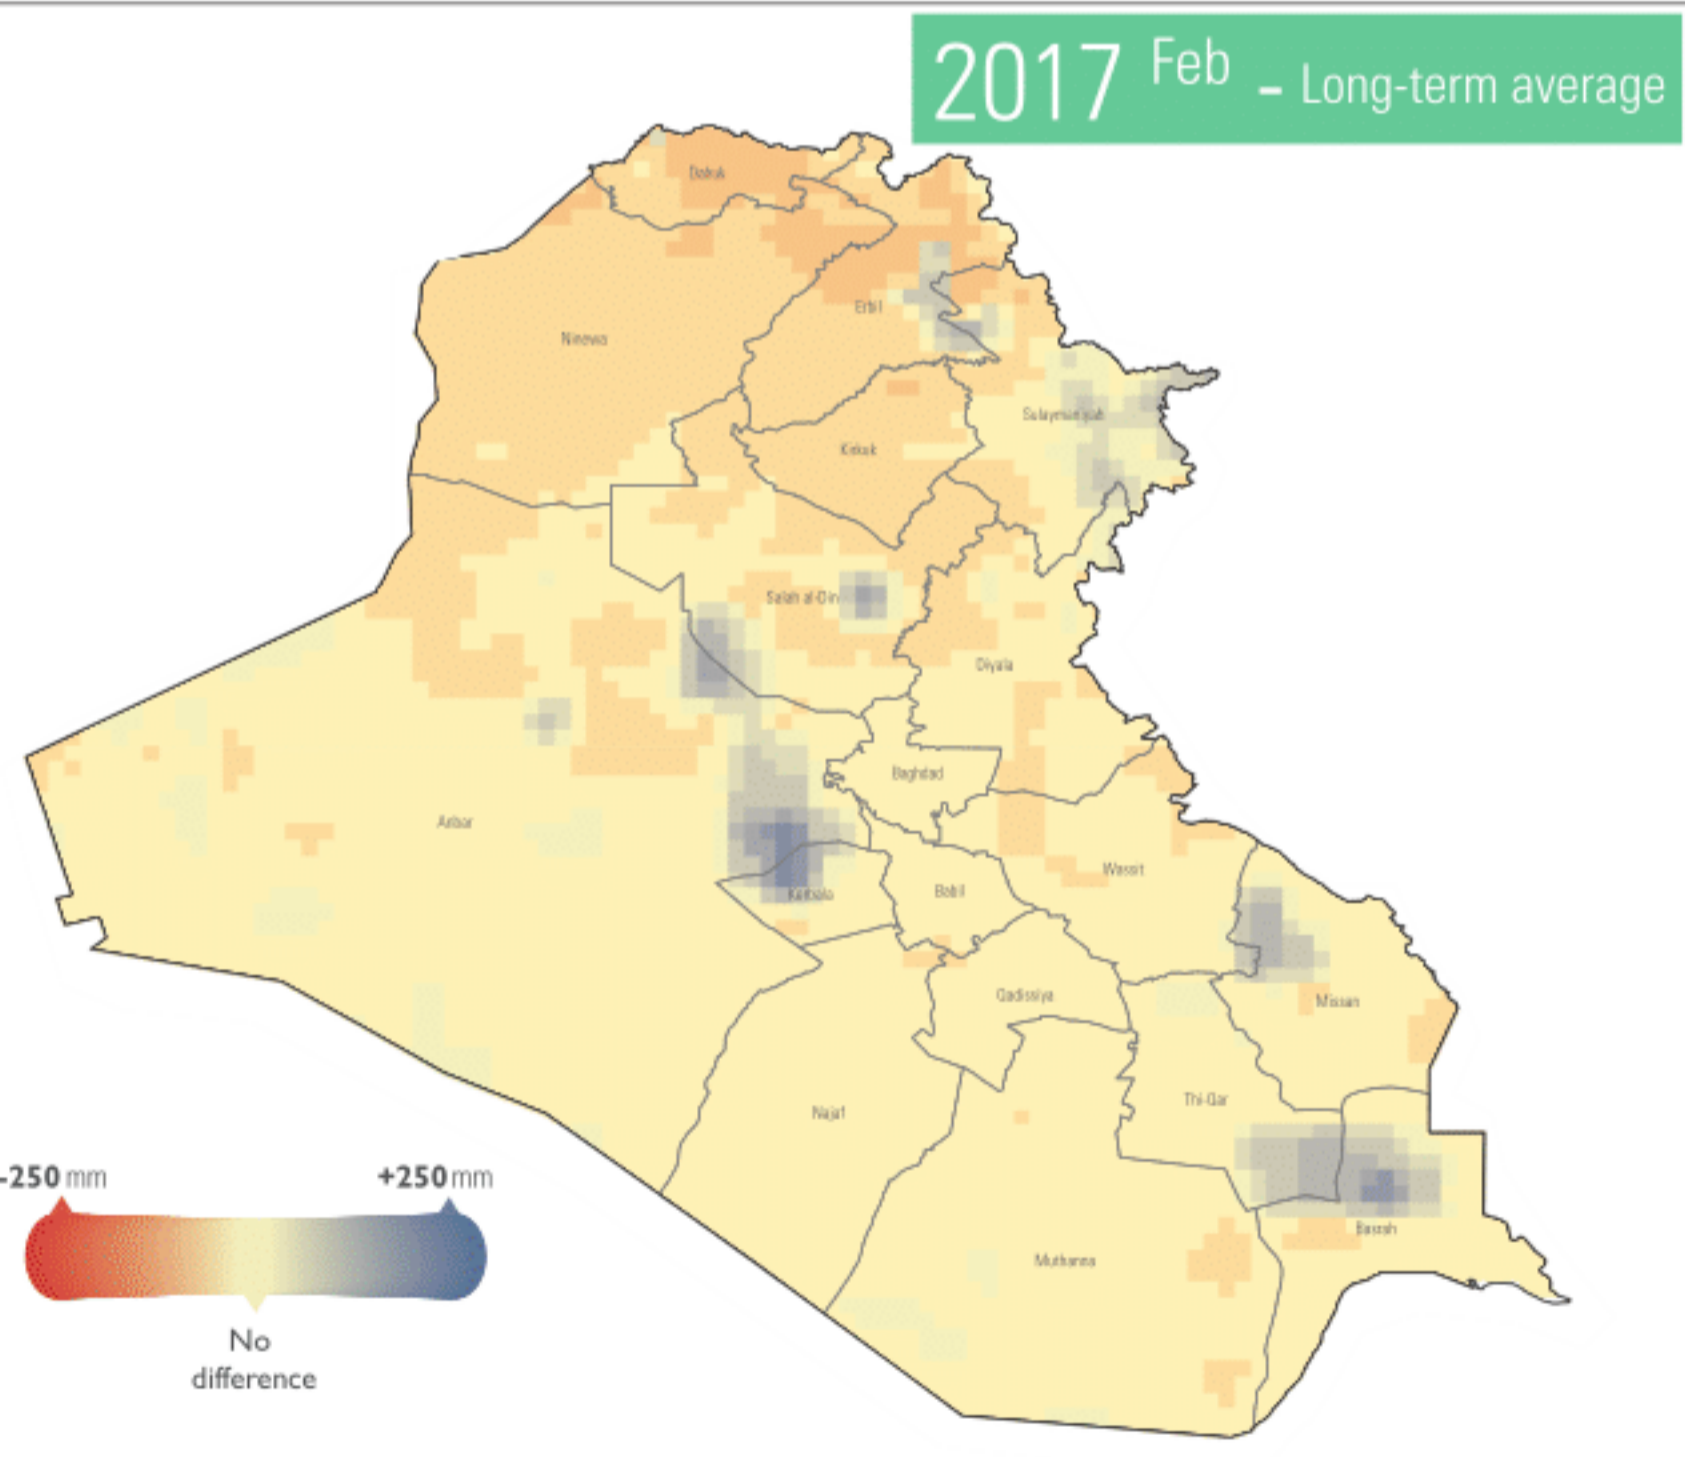 2017 Feb - Long-term average
Dahuk
Erbil
Ninewa
Sulaymaniyah
Kirkuk
Salah al-Din
Diyala
Baghdad
Anbar
Wassit
Kerbala
Babil
Qadissiya
Missan
Najaf
Thi-Qar
-250 mm
+250 mm
Basrah
Muthanna
No
difference